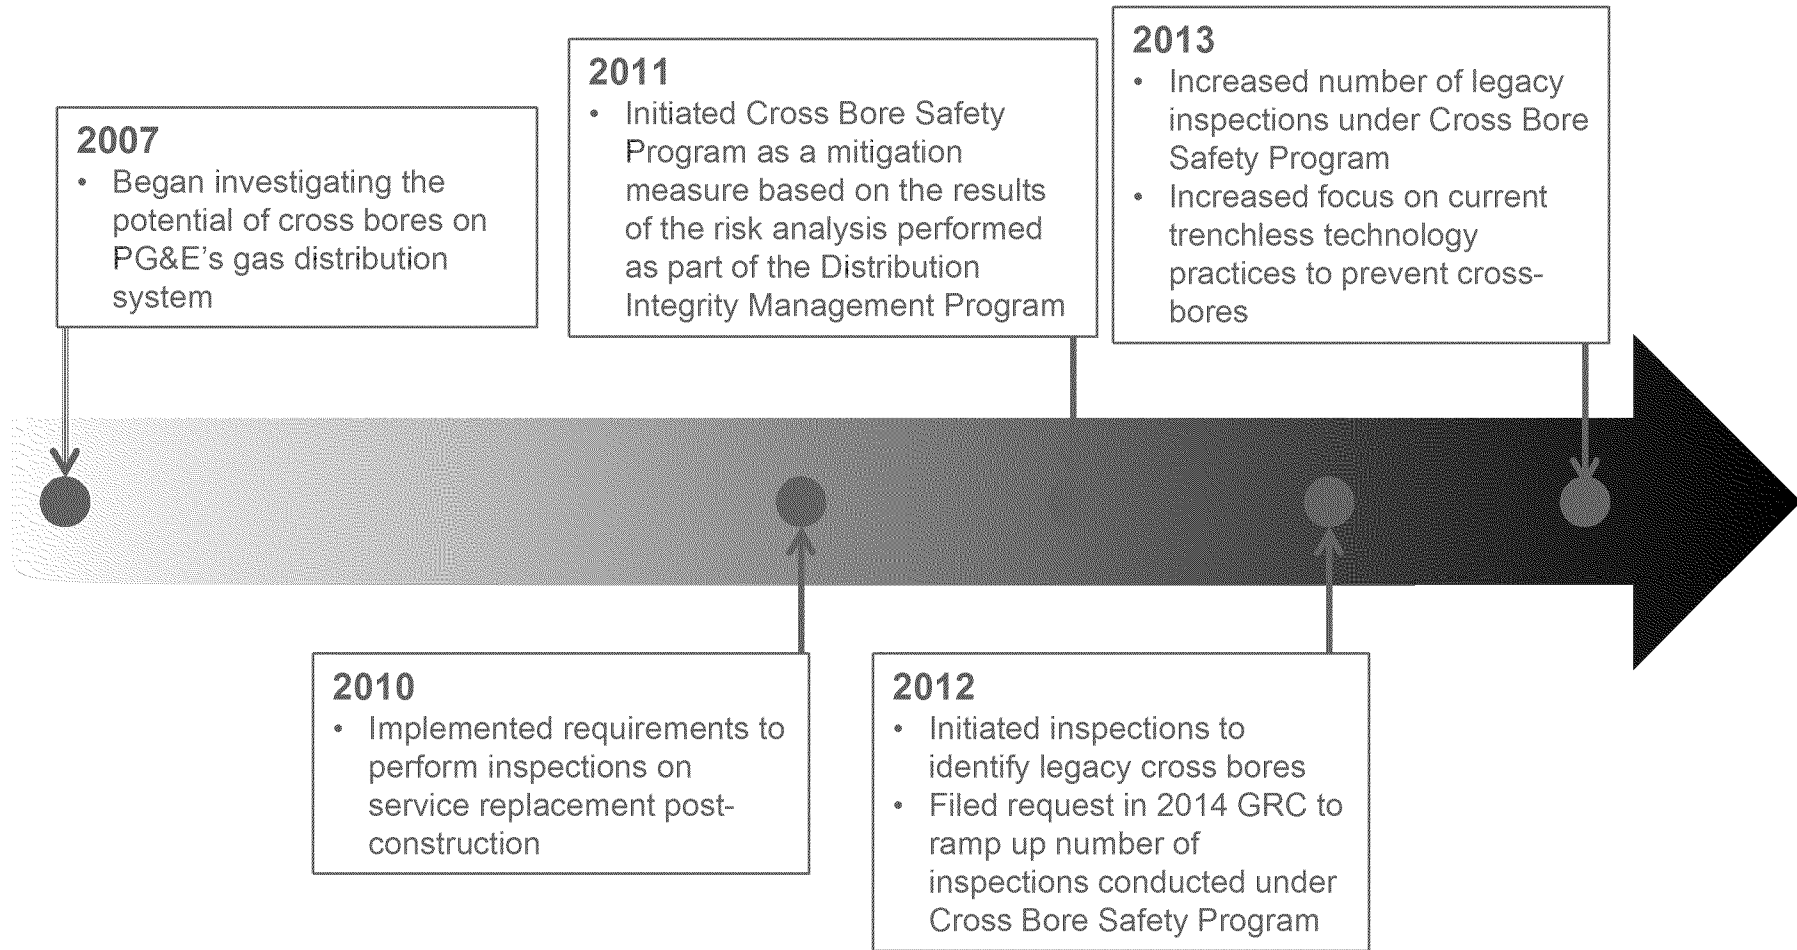 2007
• Began investigating the
potential of cross bores on
PG&E's gas distribution
system
2010
• Implemented requirements to
perform inspections on
service replacement post-
construction
2011
• Initiated Cross Bore Safety
Program as a mitigation
measure based on the results
of the risk analysis performed
as part of the Distribution
Integrity Management Program
2012
• Initiated inspections to
identify legacy cross bores
• Filed request in 2014 GRC to
ramp up number of
inspections conducted under
Cross Bore Safety Program
2013
• Increased number of legacy
inspections under Cross Bore
Safety Program
• Increased focus on current
trenchless technology
practices to prevent cross-
bores